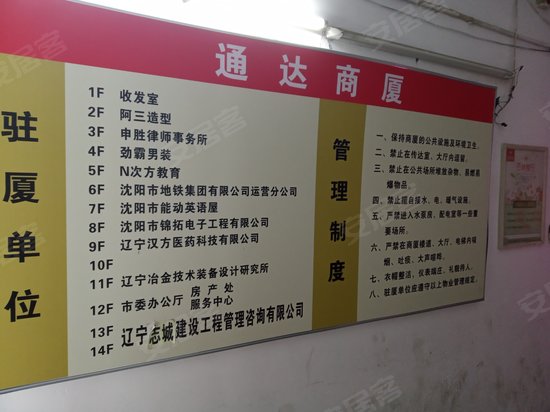 通达商厦
驻厦单位
1F 收发室
2F 阿三造型
3F 申胜律师事务所
4F 劲霸男装
5F N次方教育
6F 沈阳市地铁集团有限公司运营分公司
7F 沈阳市能动英语屋
8F 沈阳市锦拓电子工程有限公司
9F 辽宁汉方医药科技有限公司
10F
11F 辽宁冶金技术装备设计研究所
12F 市委办公厅 房产处
服务中心
13F
14F 辽宁志城建设工程管理咨询有限公司
管理制度
一、保持商厦的公共设施及环境卫生.
二、禁止在传达室、大厅内逗留.
三、禁止在公共场所堆放杂物、易燃易
爆物品.
四、禁止擅自接水、电、暖气设施.
五、严禁进入水泵房、配电室等一些重
要场所.
六、严禁在商厦楼道、大厅、电梯内吸
烟、吐痰、大声喧哗.
七、衣帽整洁、仪表端庄、礼貌待人.
八、驻厦单位应遵守以上物业管理规定.
安居客